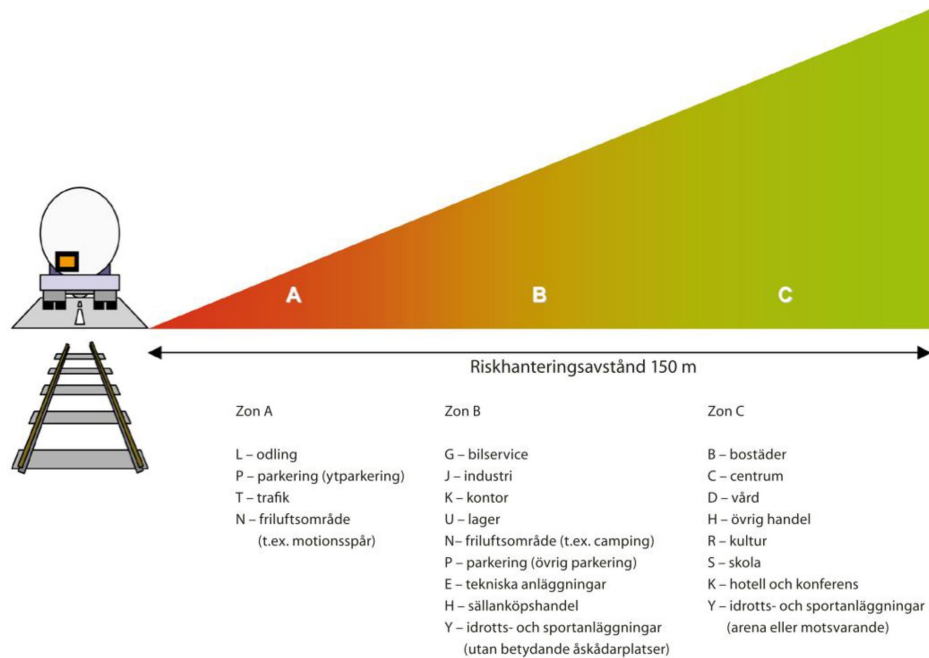 A
B
C
Riskhanteringsavstånd 150 m
Zon A
L – odling
P – parkering (ytparkering)
T – trafik
N – friluftsområde
(t.ex. motionsspår)
Zon B
G – bilservice
J – industri
K – kontor
U – lager
N– friluftsområde (t.ex. camping)
P – parkering (övrig parkering)
E – tekniska anläggningar
H – sällanköpshandel
Y – idrotts- och sportanläggningar
(utan betydande åskådarplatser)
Zon C
B – bostäder
C – centrum
D – vård
H – övrig handel
R – kultur
S – skola
K – hotell och konferens
Y – idrotts- och sportanläggningar
(arena eller motsvarande)